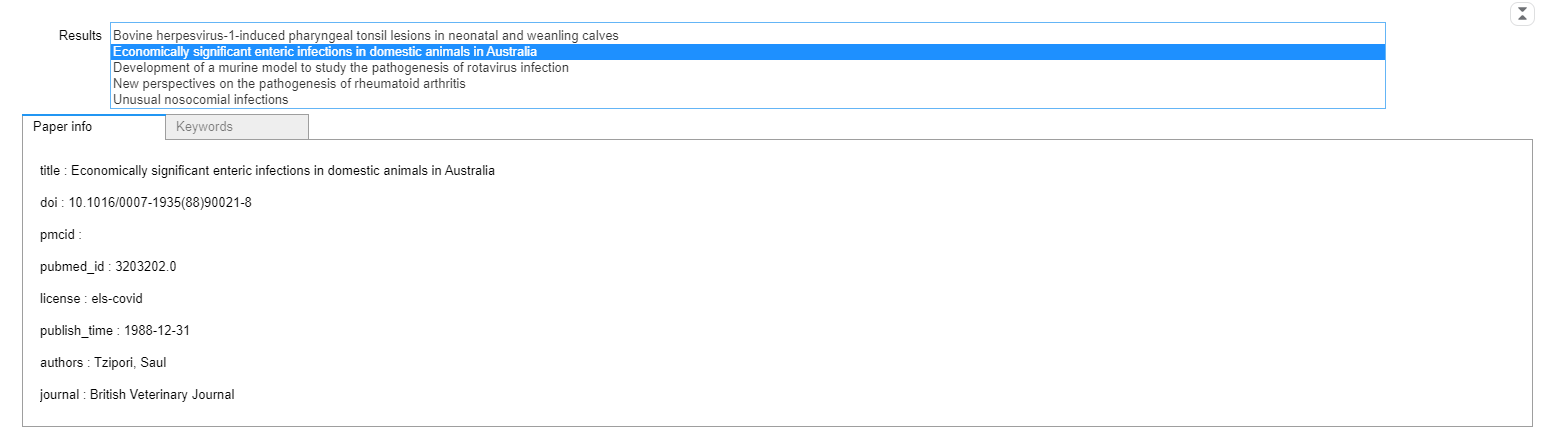 Results
Bovine herpesvirus-1-induced pharyngeal tonsil lesions in neonatal and weanling calves
Economically significant enteric infections in domestic animals in Australia
Development of a murine model to study the pathogenesis of rotavirus infection
New perspectives on the pathogenesis of rheumatoid arthritis
Unusual nosocomial infections
Paper info
Keywords
title : Economically significant enteric infections in domestic animals in Australia
doi : 10.1016/0007-1935(88)90021-8
pmcid :
pubmed_id : 3203202.0
license : els-covid
publish_time : 1988-12-31
authors : Tzipori, Saul
journal : British Veterinary Journal